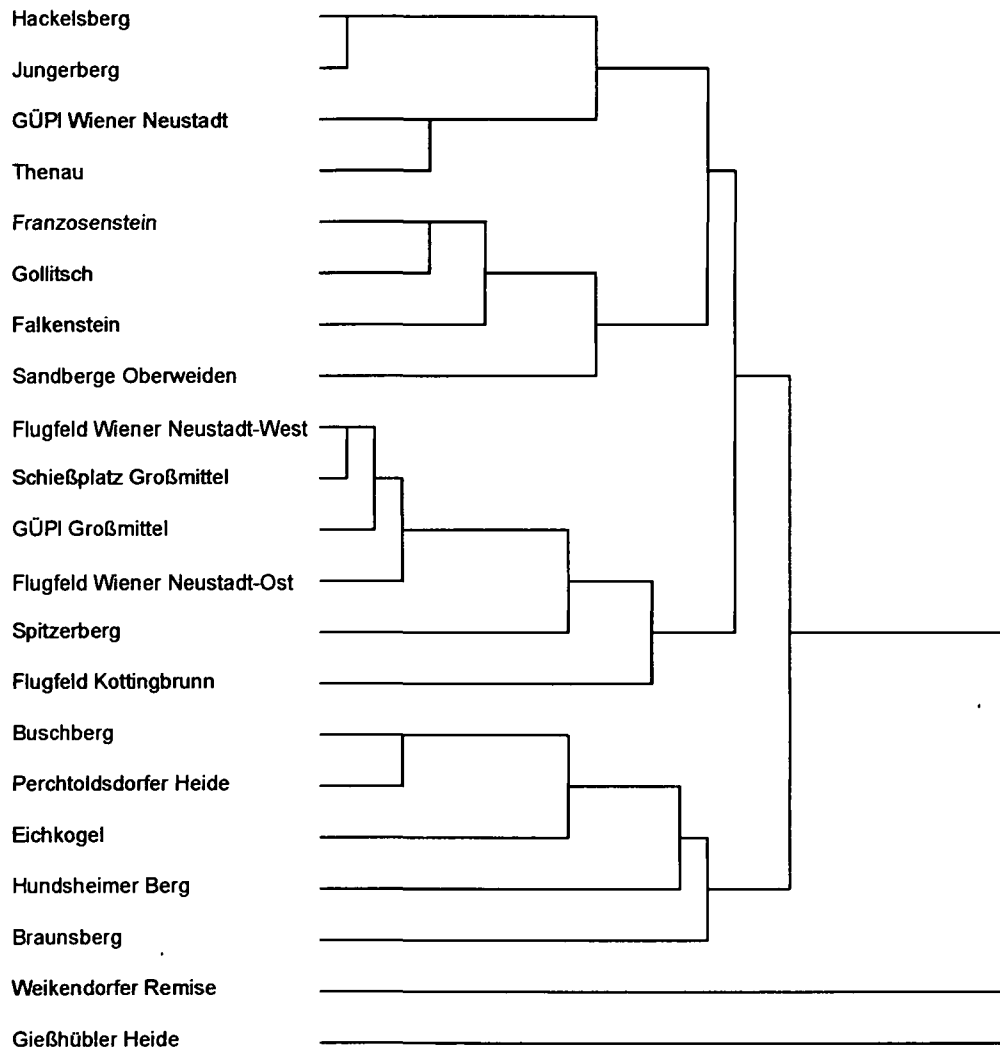 Hackelsberg
Jungerberg
GÜPl Wiener Neustadt
Thenau
Franzosenstein
Gollitsch
Falkenstein
Sandberge Oberweiden
Flugfeld Wiener Neustadt-West
Schießplatz Großmittel
GÜPl Großmittel
Flugfeld Wiener Neustadt-Ost
Spitzerberg
Flugfeld Kottingbrunn
Buschberg
Perchtoldsdorfer Heide
Eichkogel
Hundsheimer Berg
Braunsberg
Weikendorfer Remise
Gießhübler Heide